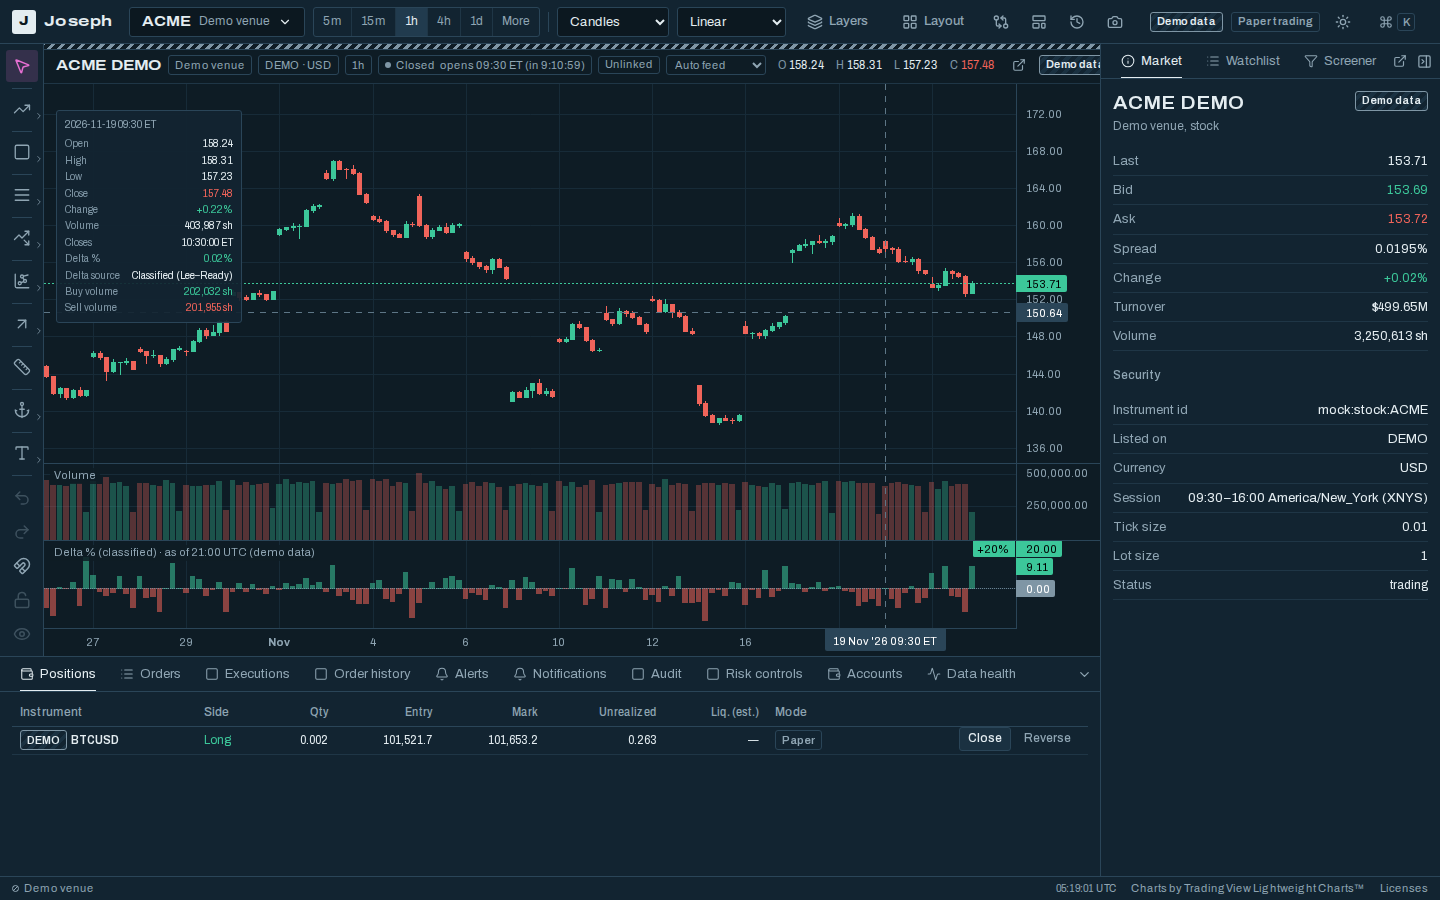 J Joseph ACME Demo venue 5m 15m 1h 4h 1d More Candles Linear Layers Layout Demo data Paper trading ⌘ K
ACME DEMO Demo venue DEMO · USD 1h Closed opens 09:30 ET (in 9:10:59) Unlinked Auto feed O 158.24 H 158.31 L 157.23 C 157.48 Demo data
Market Watchlist Screener
2026-11-19 09:30 ET
Open 158.24
High 158.31
Low 157.23
Close 157.48
Change +0.22%
Volume 403,987 sh
Closes 10:30:00 ET
Delta % 0.02%
Delta source Classified (Lee–Ready)
Buy volume 202,032 sh
Sell volume 201,955 sh
172.00
168.00
164.00
160.00
156.00
153.71
152.00
150.64
148.00
144.00
140.00
136.00
Volume
500,000.00
250,000.00
Delta % (classified) · as of 21:00 UTC (demo data)
+20% 20.00
9.11
0.00
27 29 Nov 4 6 10 12 16 19 Nov '26 09:30 ET
ACME DEMO Demo data
Demo venue, stock
Last 153.71
Bid 153.69
Ask 153.72
Spread 0.0195%
Change +0.02%
Turnover $499.65M
Volume 3,250,613 sh
Security
Instrument id mock:stock:ACME
Listed on DEMO
Currency USD
Session 09:30–16:00 America/New_York (XNYS)
Tick size 0.01
Lot size 1
Status trading
Positions Orders Executions Order history Alerts Notifications Audit Risk controls Accounts Data health
Instrument Side Qty Entry Mark Unrealized Liq. (est.) Mode
DEMO BTCUSD Long 0.002 101,521.7 101,653.2 0.263 — Paper Close Reverse
Demo venue 05:19:01 UTC Charts by TradingView Lightweight Charts™ Licenses